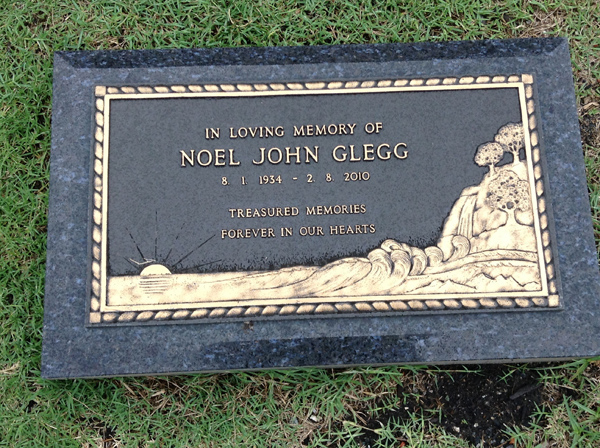 IN LOVING MEMORY OF
NOEL JOHN GLEGG
8. 1. 1934 - 2. 8. 2010
TREASURED MEMORIES
FOREVER IN OUR HEARTS